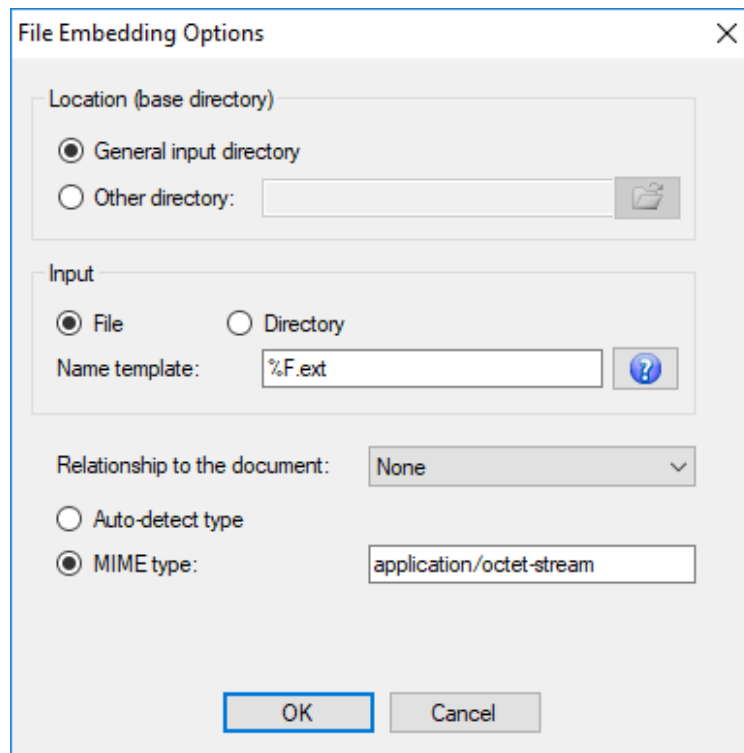 File Embedding Options
Location (base directory)
General input directory
Other directory:
Input
File Directory
Name template: %F.ext
Relationship to the document: None
Auto-detect type
MIME type: application/octet-stream
OK Cancel